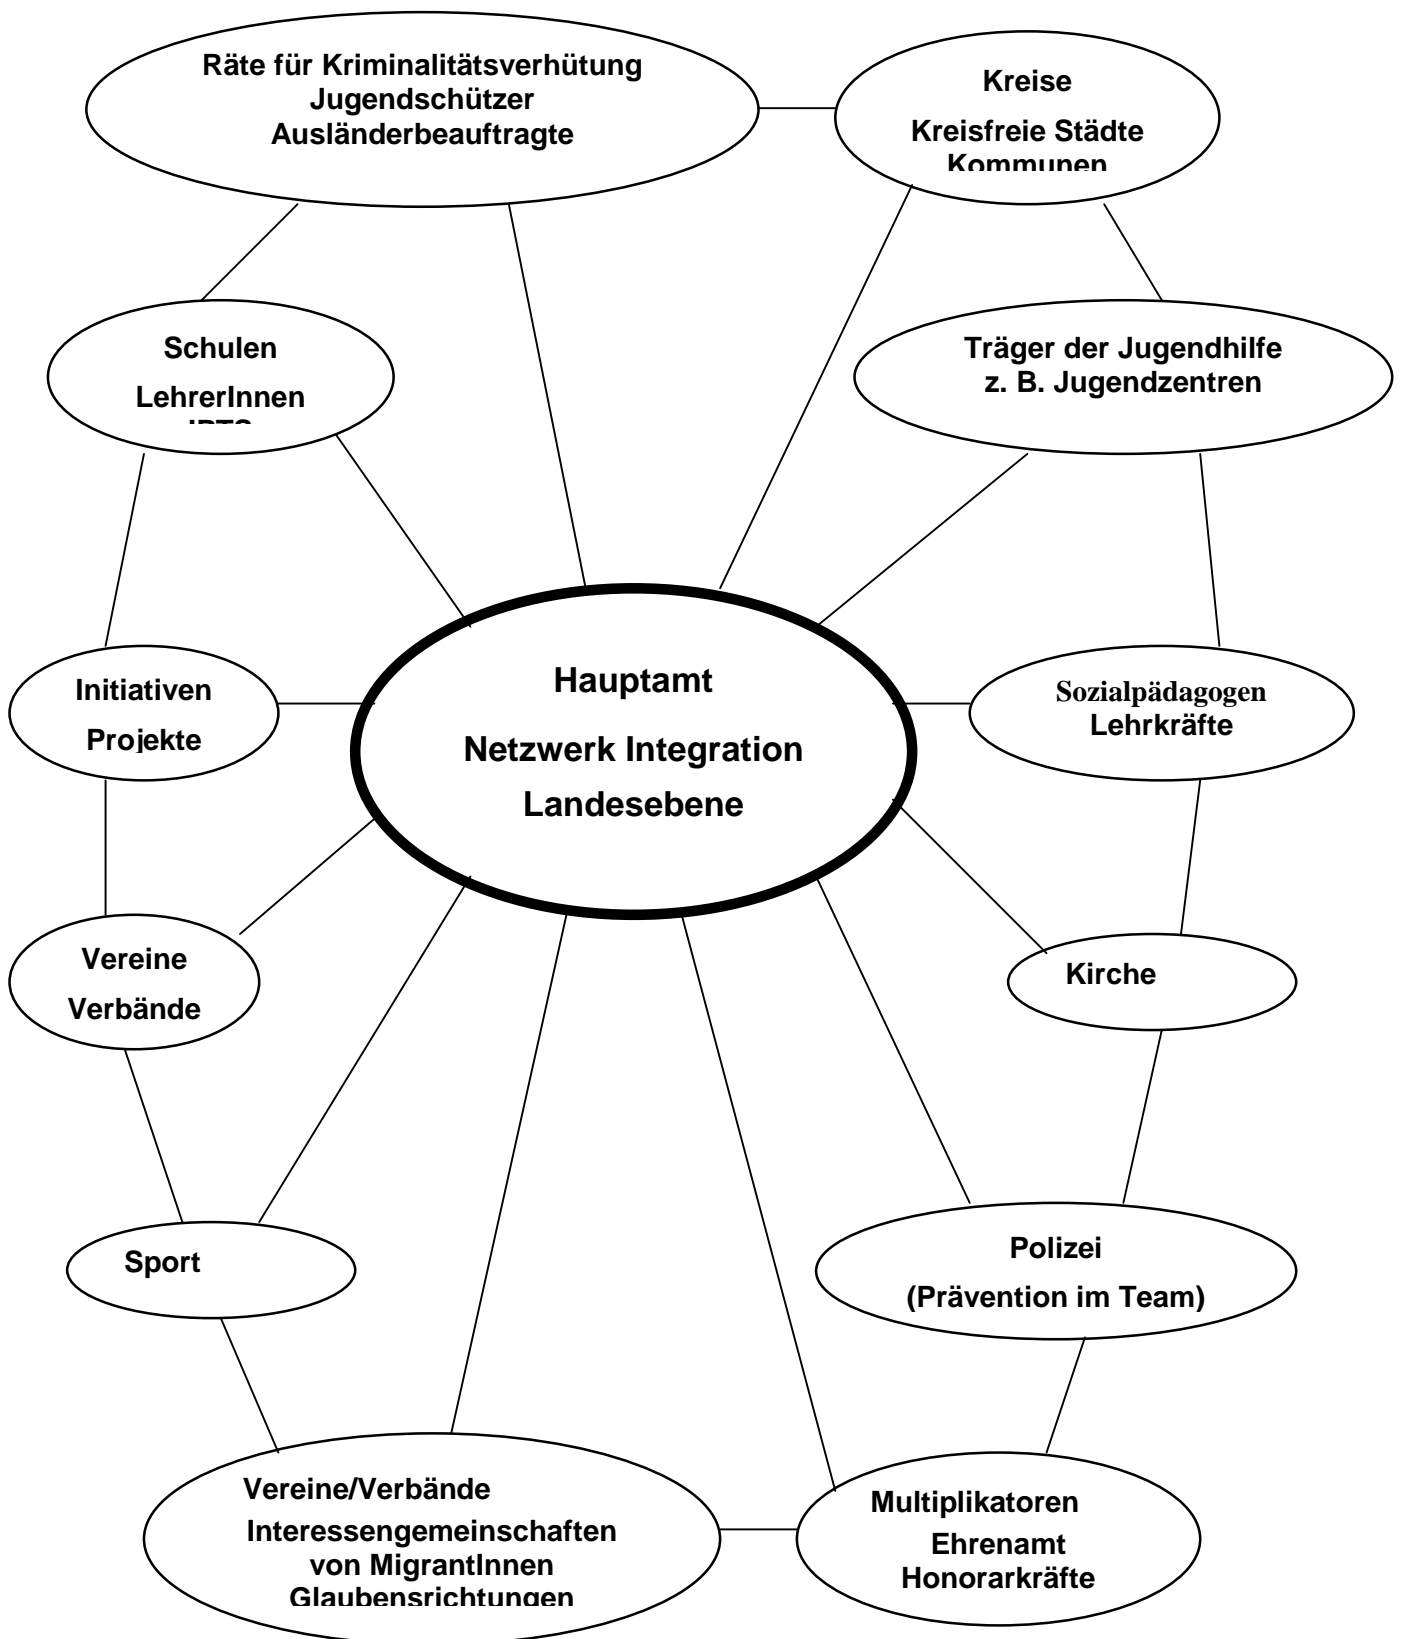 Räte für Kriminalitätsverhütung
Jugendschützer
Ausländerbeauftragte
Kreise
Kreisfreie Städte
Kommunen
Schulen
LehrerInnen
Träger der Jugendhilfe
z. B. Jugendzentren
Initiativen
Projekte
Hauptamt
Netzwerk Integration
Landesebene
Sozialpädagogen
Lehrkräfte
Vereine
Verbände
Kirche
Sport
Polizei
(Prävention im Team)
Vereine/Verbände
Interessengemeinschaften
von MigrantInnen
Glaubensrichtungen
Multiplikatoren
Ehrenamt
Honorarkräfte